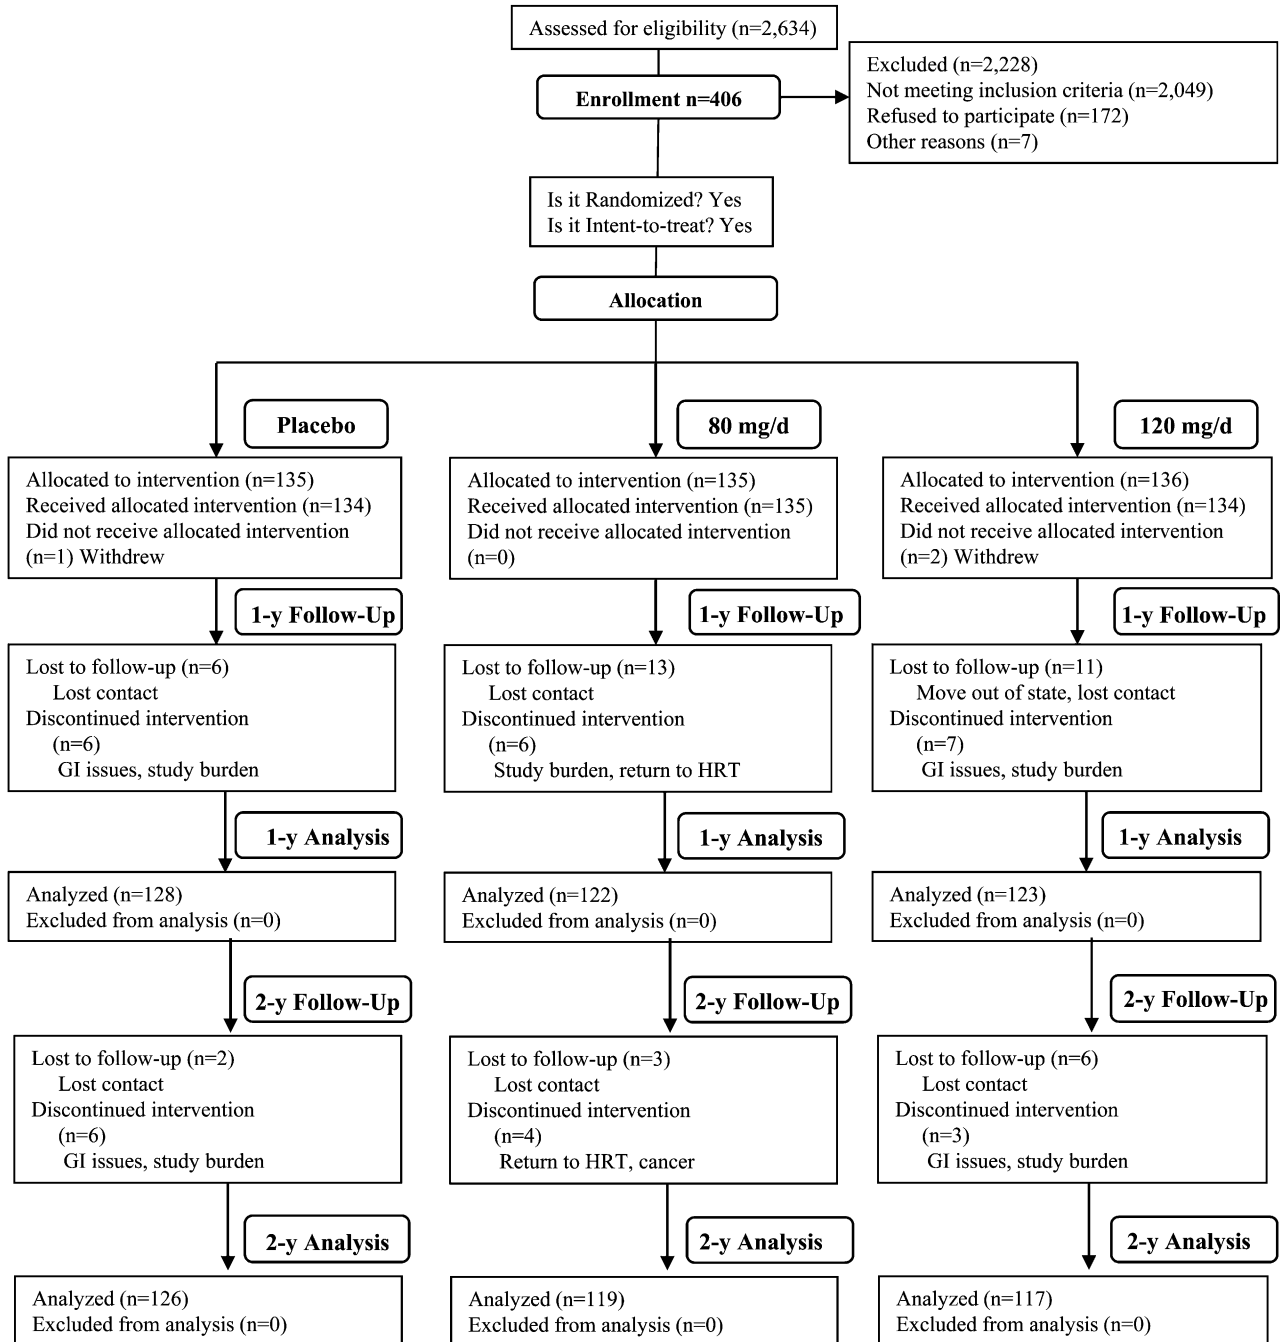 Assessed for eligibility (n=2,634)
Enrollment n=406
Excluded (n=2,228)
Not meeting inclusion criteria (n=2,049)
Refused to participate (n=172)
Other reasons (n=7)
Is it Randomized? Yes
Is it Intent-to-treat? Yes
Allocation
Placebo
80 mg/d
120 mg/d
Allocated to intervention (n=135)
Received allocated intervention (n=134)
Did not receive allocated intervention
(n=1) Withdrew
Allocated to intervention (n=135)
Received allocated intervention (n=135)
Did not receive allocated intervention
(n=0)
Allocated to intervention (n=136)
Received allocated intervention (n=134)
Did not receive allocated intervention
(n=2) Withdrew
1-y Follow-Up
1-y Follow-Up
1-y Follow-Up
Lost to follow-up (n=6)
Lost contact
Discontinued intervention
(n=6)
GI issues, study burden
Lost to follow-up (n=13)
Lost contact
Discontinued intervention
(n=6)
Study burden, return to HRT
Lost to follow-up (n=11)
Move out of state, lost contact
Discontinued intervention
(n=7)
GI issues, study burden
1-y Analysis
1-y Analysis
1-y Analysis
Analyzed (n=128)
Excluded from analysis (n=0)
Analyzed (n=122)
Excluded from analysis (n=0)
Analyzed (n=123)
Excluded from analysis (n=0)
2-y Follow-Up
2-y Follow-Up
2-y Follow-Up
Lost to follow-up (n=2)
Lost contact
Discontinued intervention
(n=6)
GI issues, study burden
Lost to follow-up (n=3)
Lost contact
Discontinued intervention
(n=4)
Return to HRT, cancer
Lost to follow-up (n=6)
Lost contact
Discontinued intervention
(n=3)
GI issues, study burden
2-y Analysis
2-y Analysis
2-y Analysis
Analyzed (n=126)
Excluded from analysis (n=0)
Analyzed (n=119)
Excluded from analysis (n=0)
Analyzed (n=117)
Excluded from analysis (n=0)